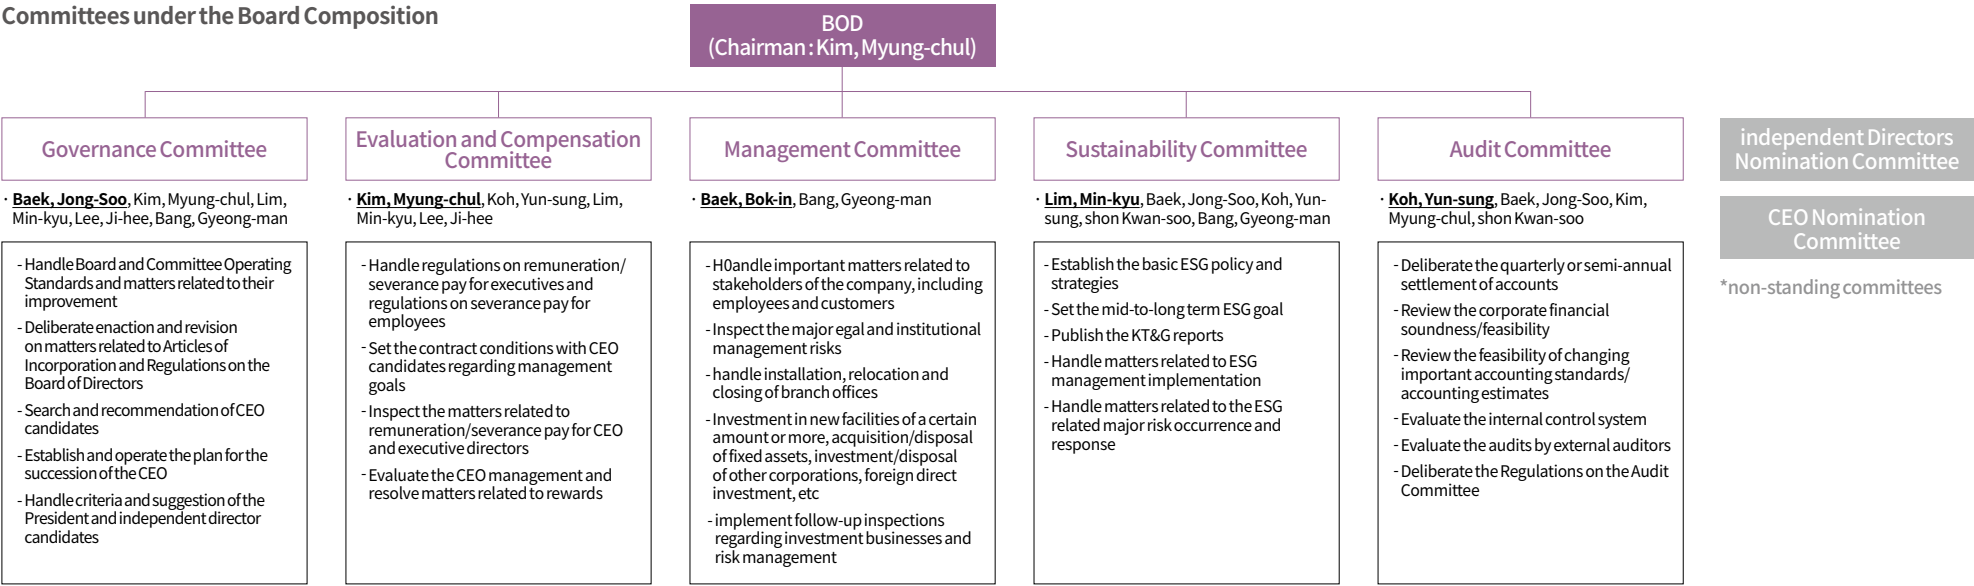 Committees under the Board Composition
BOD
(Chairman : Kim, Myung-chul)
Governance Committee
· Baek, Jong-Soo, Kim, Myung-chul, Lim,
Min-kyu, Lee, Ji-hee, Bang, Gyeong-man
- Handle Board and Committee Operating
Standards and matters related to their
improvement
- Deliberate enaction and revision
on matters related to Articles of
Incorporation and Regulations on the
Board of Directors
- Search and recommendation of CEO
candidates
- Establish and operate the plan for the
succession of the CEO
- Handle criteria and suggestion of the
President and independent director
candidates
Evaluation and Compensation
Committee
· Kim, Myung-chul, Koh, Yun-sung, Lim,
Min-kyu, Lee, Ji-hee
- Handle regulations on remuneration/
severance pay for executives and
regulations on severance pay for
employees
- Set the contract conditions with CEO
candidates regarding management
goals
- Inspect the matters related to
remuneration/severance pay for CEO
and executive directors
- Evaluate the CEO management and
resolve matters related to rewards
Management Committee
· Baek, Bok-in, Bang, Gyeong-man
- H0andle important matters related to
stakeholders of the company, including
employees and customers
- Inspect the major egal and institutional
management risks
- handle installation, relocation and
closing of branch offices
- Investment in new facilities of a certain
amount or more, acquisition/disposal
of fixed assets, investment/disposal
of other corporations, foreign direct
investment, etc
- implement follow-up inspections
regarding investment businesses and
risk management
Sustainability Committee
· Lim, Min-kyu, Baek, Jong-Soo, Koh, Yun-
sung, shon Kwan-soo, Bang, Gyeong-man
- Establish the basic ESG policy and
strategies
- Set the mid-to-long term ESG goal
- Publish the KT&G reports
- Handle matters related to ESG
management implementation
- Handle matters related to the ESG
related major risk occurrence and
response
Audit Committee
· Koh, Yun-sung, Baek, Jong-Soo, Kim,
Myung-chul, shon Kwan-soo
- Deliberate the quarterly or semi-annual
settlement of accounts
- Review the corporate financial
soundness/feasibility
- Review the feasibility of changing
important accounting standards/
accounting estimates
- Evaluate the internal control system
- Evaluate the audits by external auditors
- Deliberate the Regulations on the Audit
Committee
independent Directors
Nomination Committee
CEO Nomination
Committee
*non-standing committees